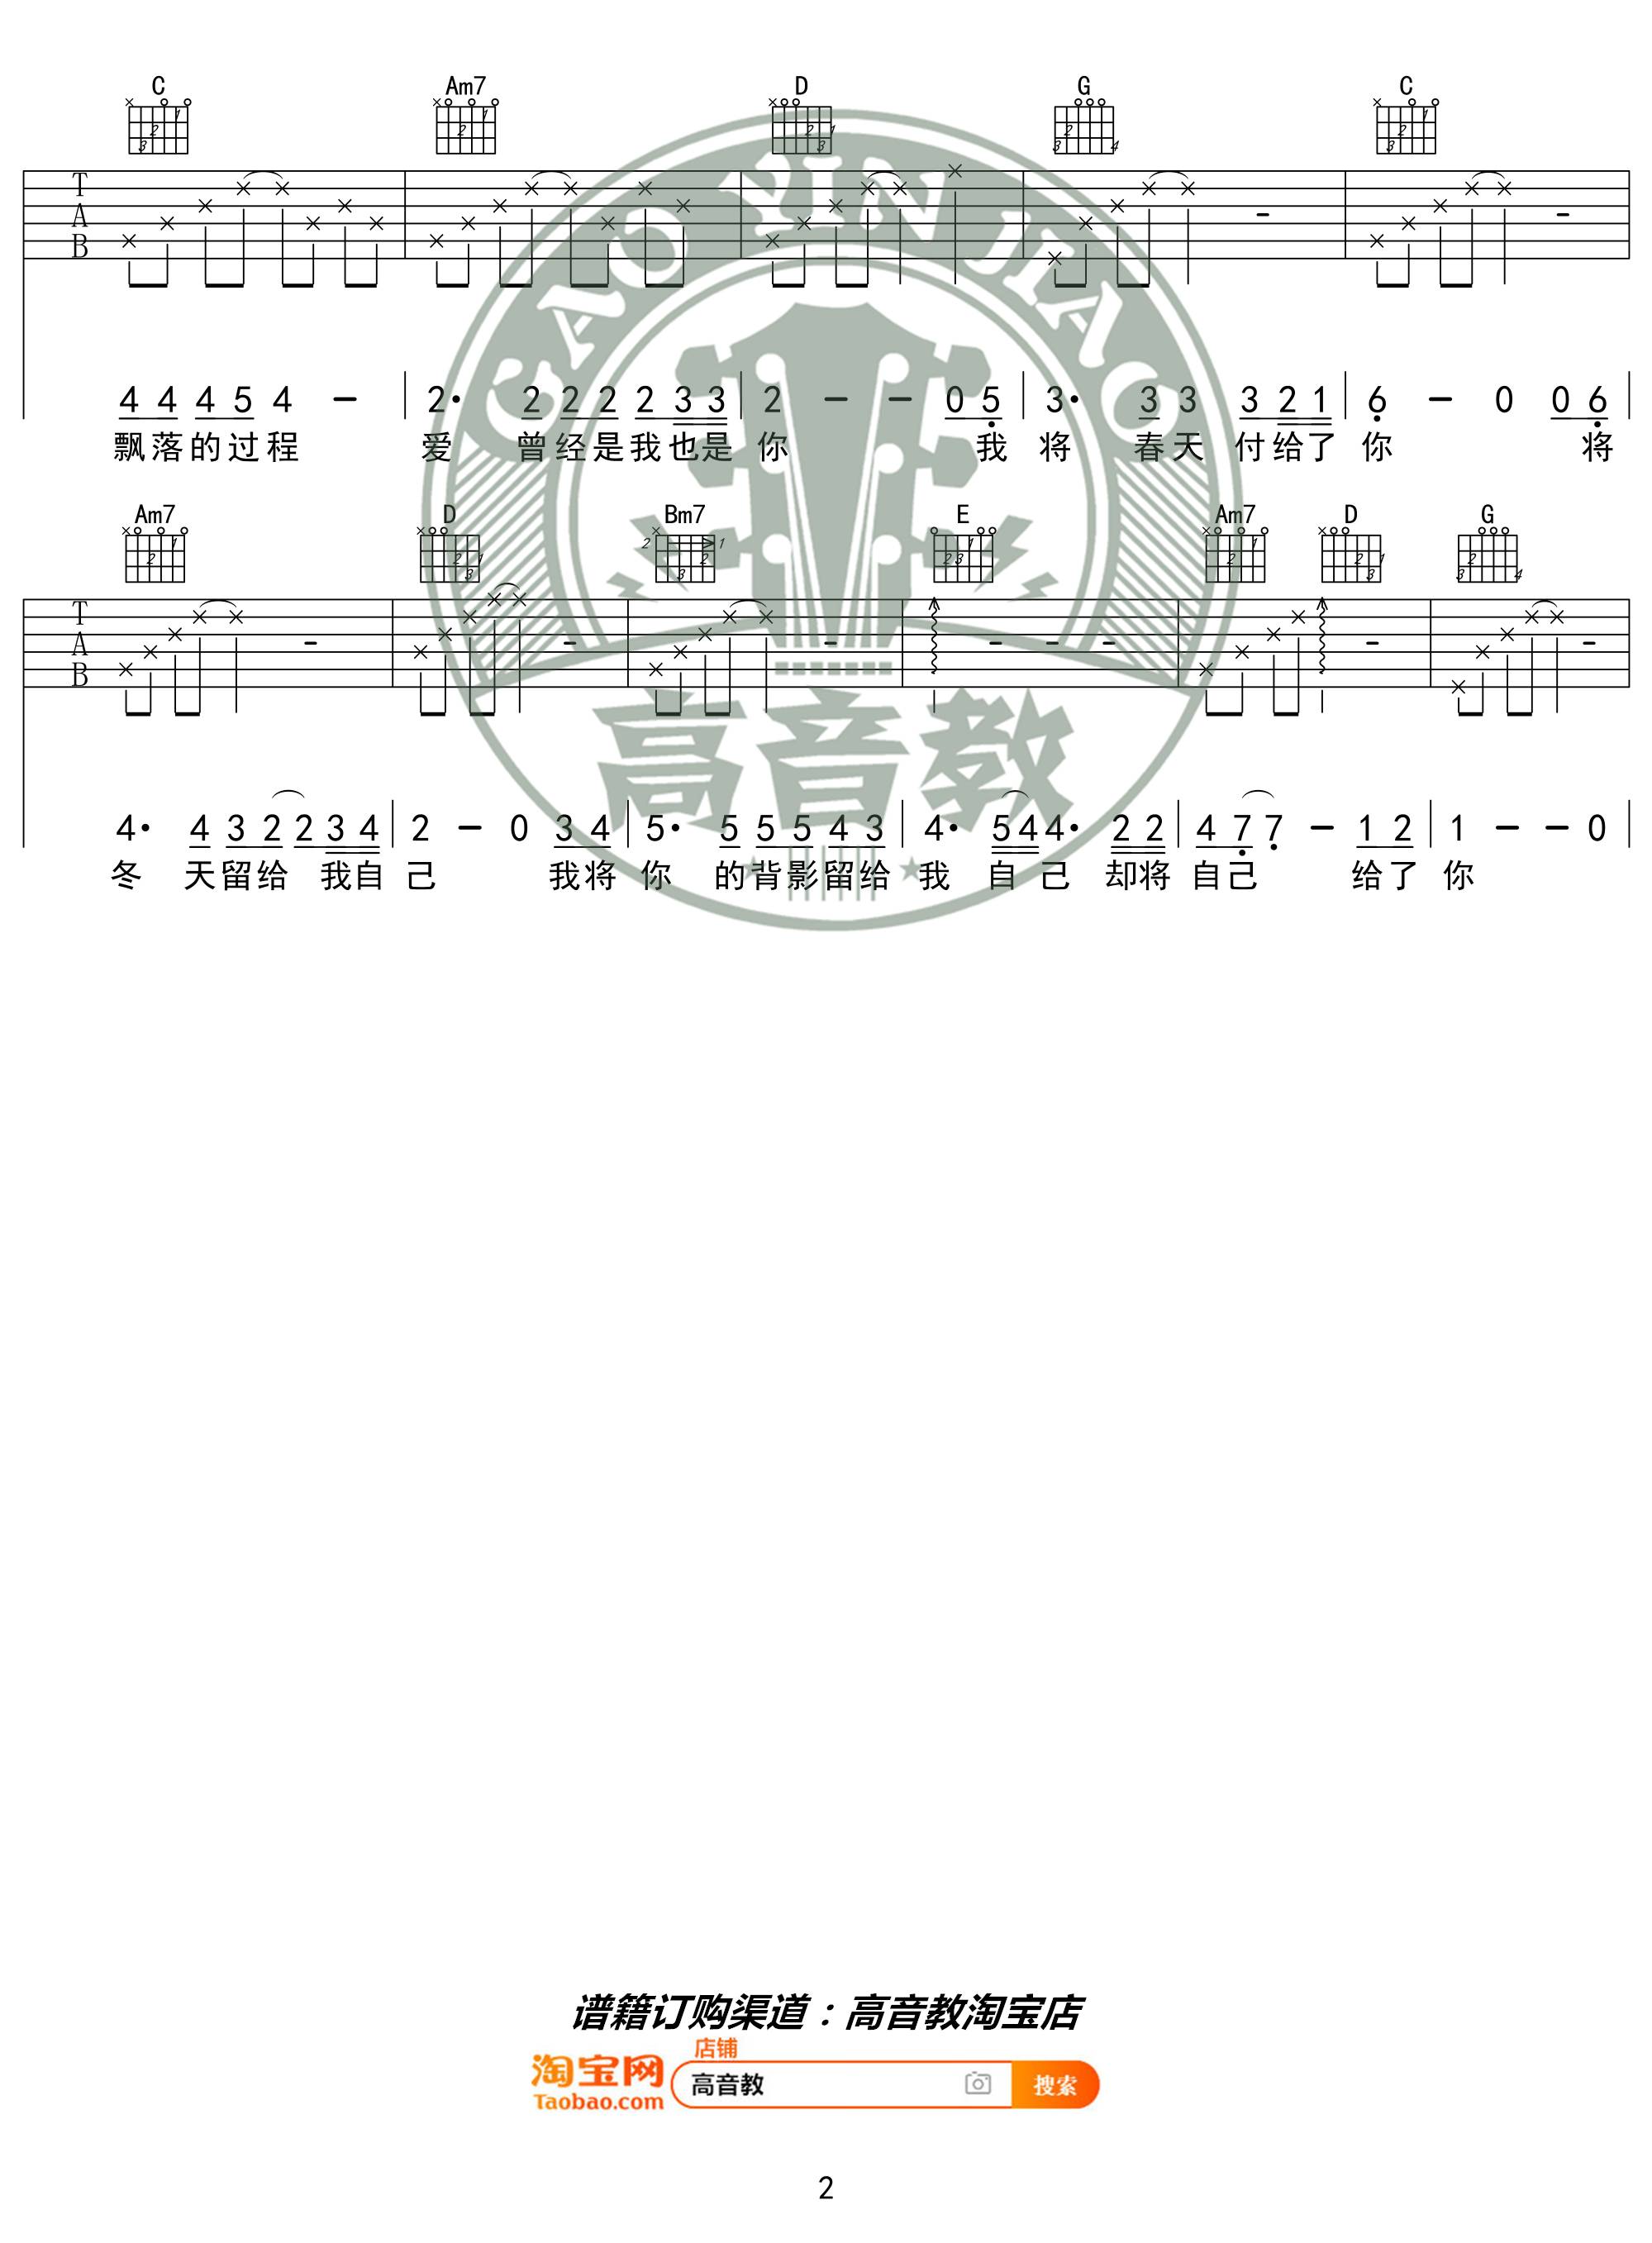 C Am7 D G C
T
A
B
4 4 4 5 4 - | 2· 2 2 2 2 3 3 | 2 - - 0 5 | 3· 3 3 3 2 1 | 6 - 0 0 6 |
飘落的过程 爱 曾经是我也是你 我将 春天 付给了你 将
Am7 D Bm7 E Am7 D G
T
A
B
4· 4 3 2 2 3 4 | 2 - 0 3 4 | 5· 5 5 5 4 3 | 4· 5 4 4· 2 2 | 4 7 7 - 1 2 | 1 - - 0 |
冬 天留给 我自己 我将你 的背影留给我 自己 却将自己 给了你
GAO YIN JIAO
高音教
谱籍订购渠道：高音教淘宝店
店铺
淘宝网 高音教 搜索
Taobao.com
2